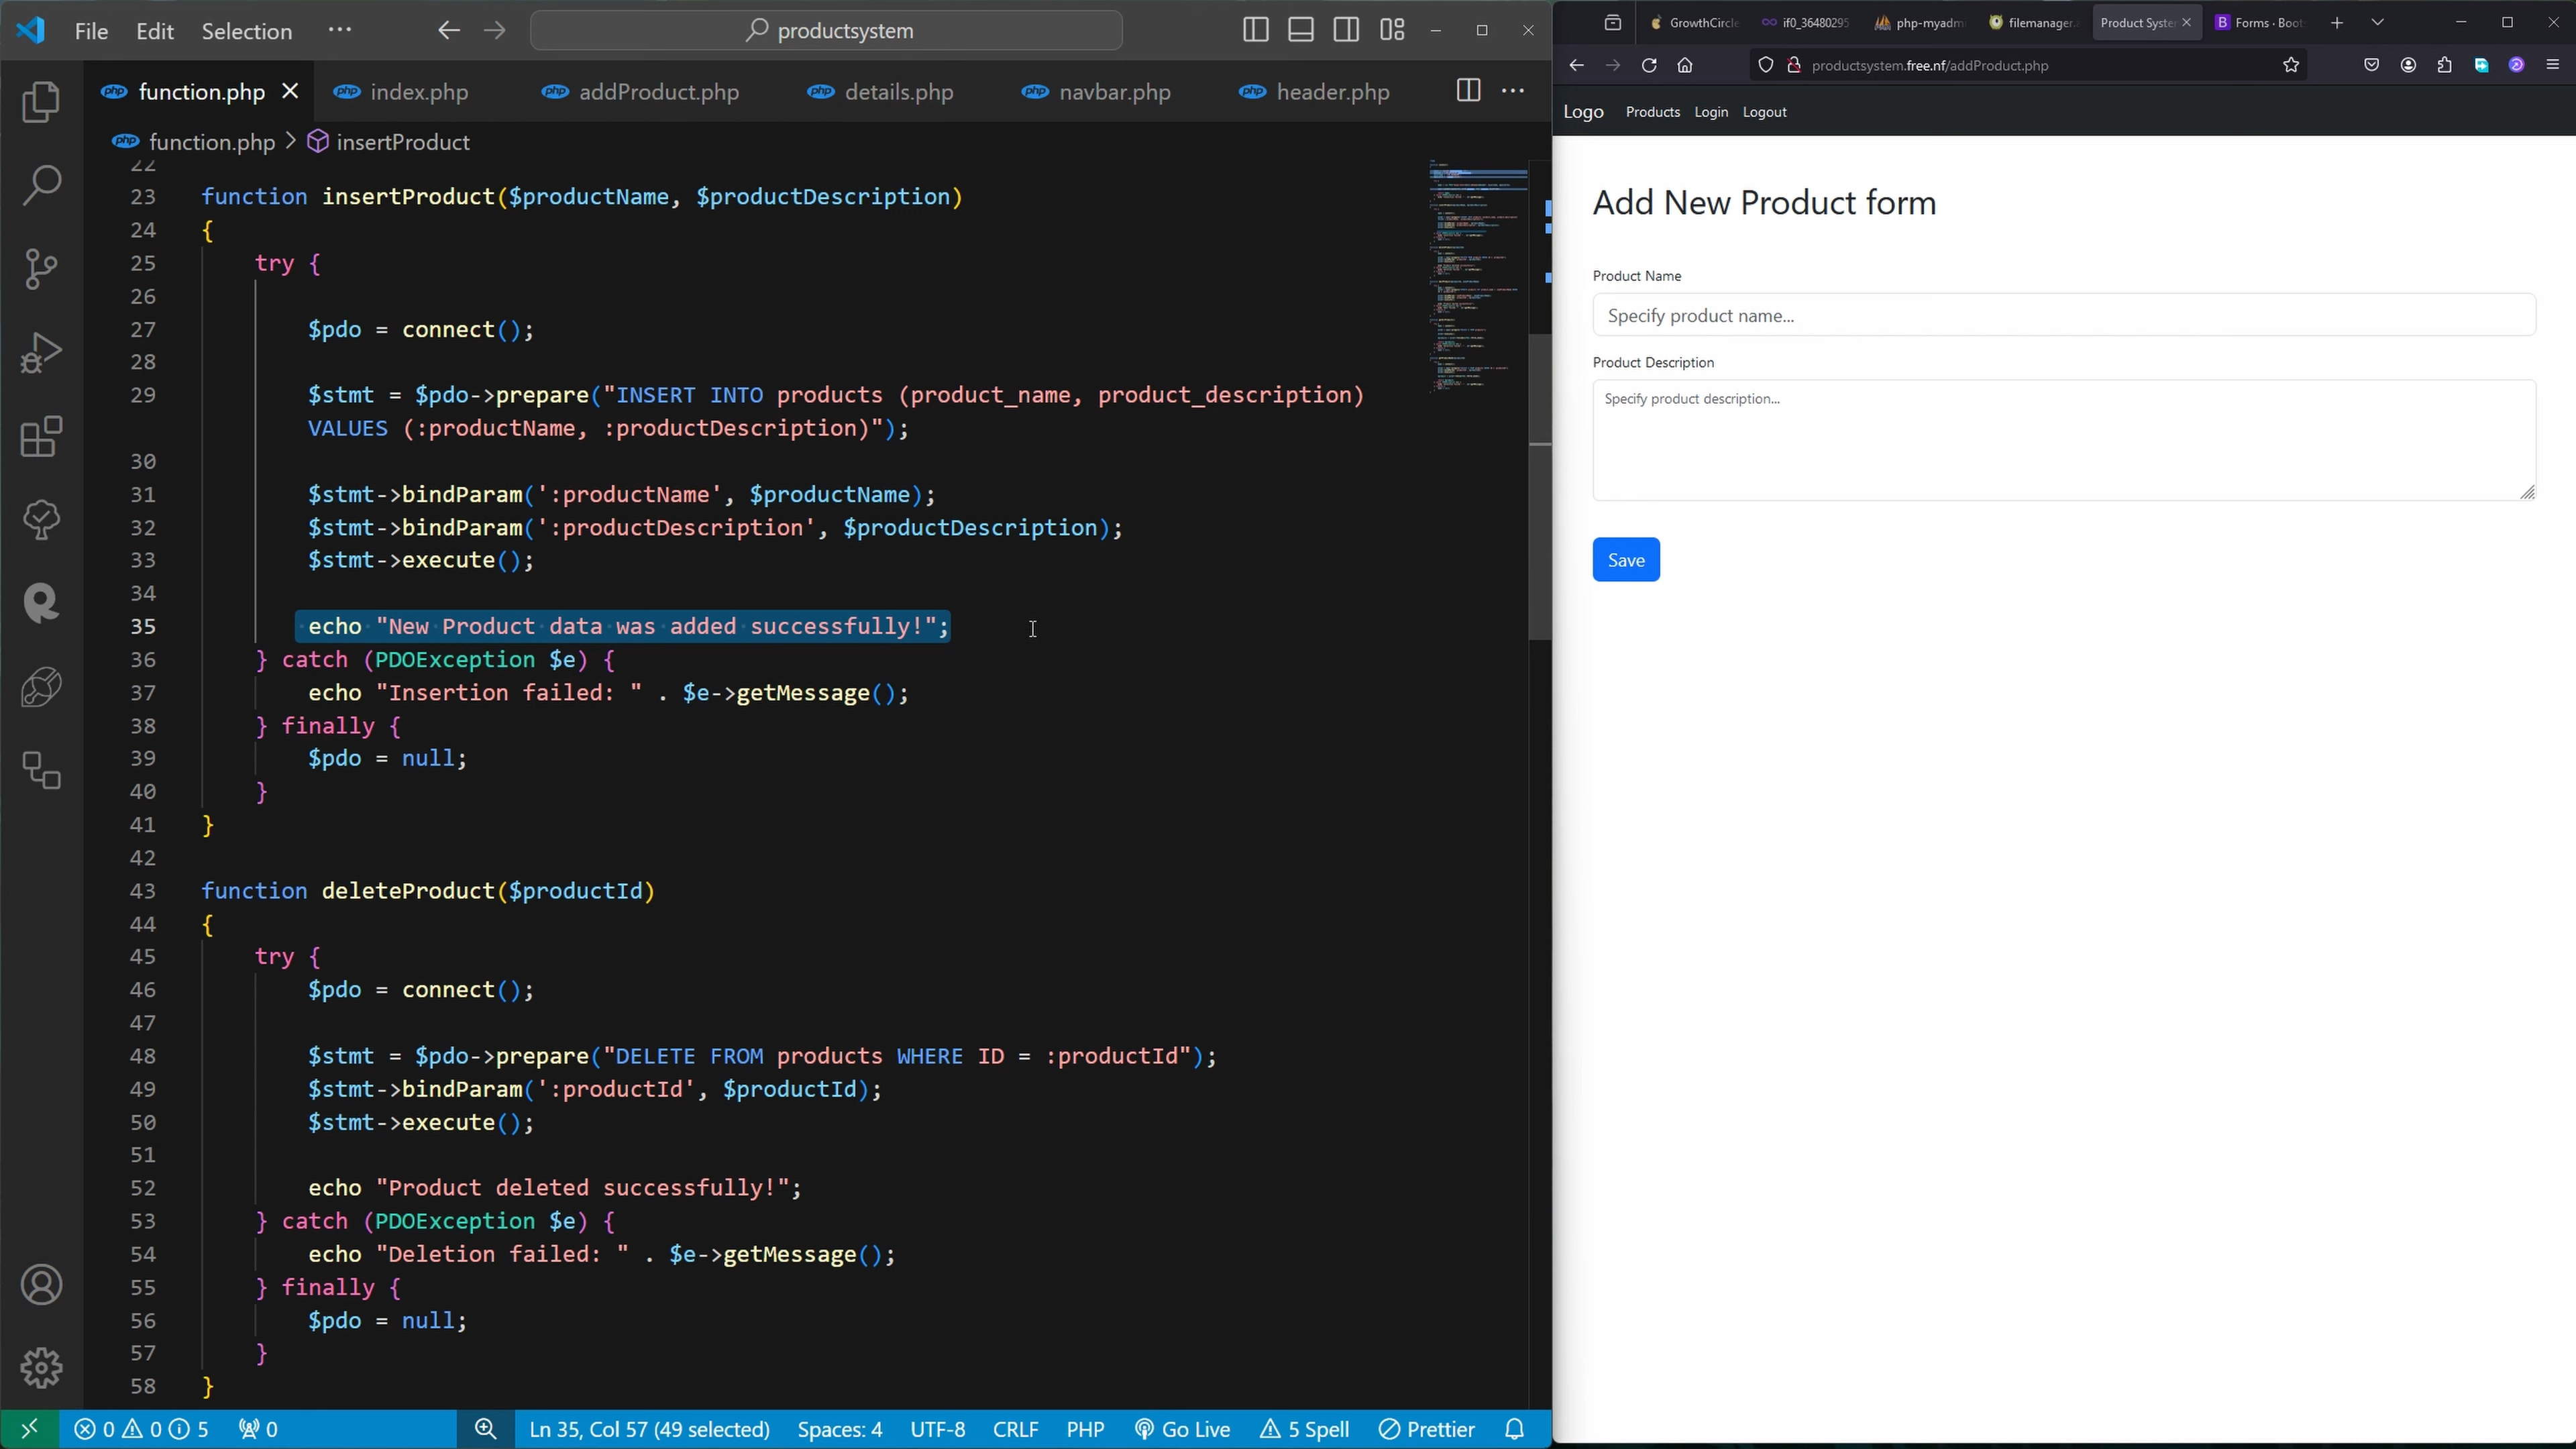 File Edit Selection ···
productsystem
function.php index.php addProduct.php details.php navbar.php header.php
function.php > insertProduct
22
23 function insertProduct($productName, $productDescription)
24 {
25 try {
26
27 $pdo = connect();
28
29 $stmt = $pdo->prepare("INSERT INTO products (product_name, product_description)
VALUES (:productName, :productDescription)");
30
31 $stmt->bindParam(':productName', $productName);
32 $stmt->bindParam(':productDescription', $productDescription);
33 $stmt->execute();
34
35 echo "New Product data was added successfully!";
36 } catch (PDOException $e) {
37 echo "Insertion failed: " . $e->getMessage();
38 } finally {
39 $pdo = null;
40 }
41 }
42
43 function deleteProduct($productId)
44 {
45 try {
46 $pdo = connect();
47
48 $stmt = $pdo->prepare("DELETE FROM products WHERE ID = :productId");
49 $stmt->bindParam(':productId', $productId);
50 $stmt->execute();
51
52 echo "Product deleted successfully!";
53 } catch (PDOException $e) {
54 echo "Deletion failed: " . $e->getMessage();
55 } finally {
56 $pdo = null;
57 }
58 }
0 0 5 0 Ln 35, Col 57 (49 selected) Spaces: 4 UTF-8 CRLF PHP Go Live 5 Spell Prettier
GrowthCircle if0_36480295 php-myadm filemanager. Product Syste Forms · Boot
productsystem.free.nf/addProduct.php
Logo Products Login Logout
Add New Product form
Product Name
Specify product name...
Product Description
Specify product description...
Save